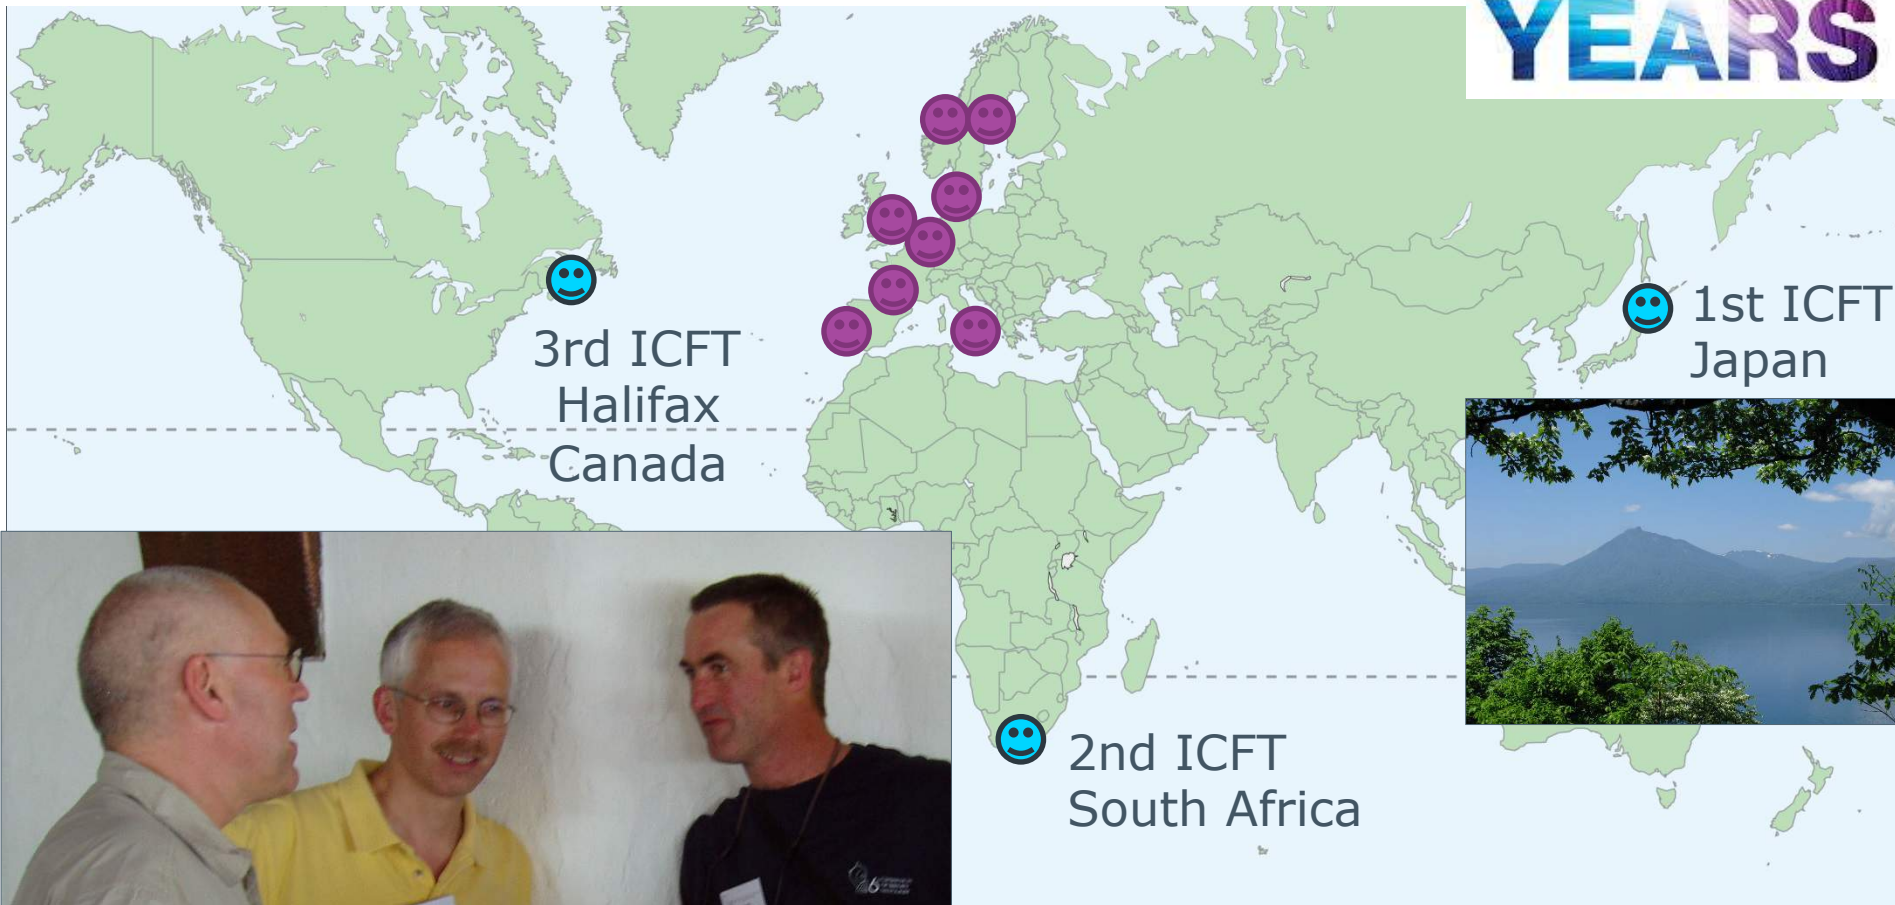 YEARS
1st ICFT
Japan
3rd ICFT
Halifax
Canada
2nd ICFT
South Africa